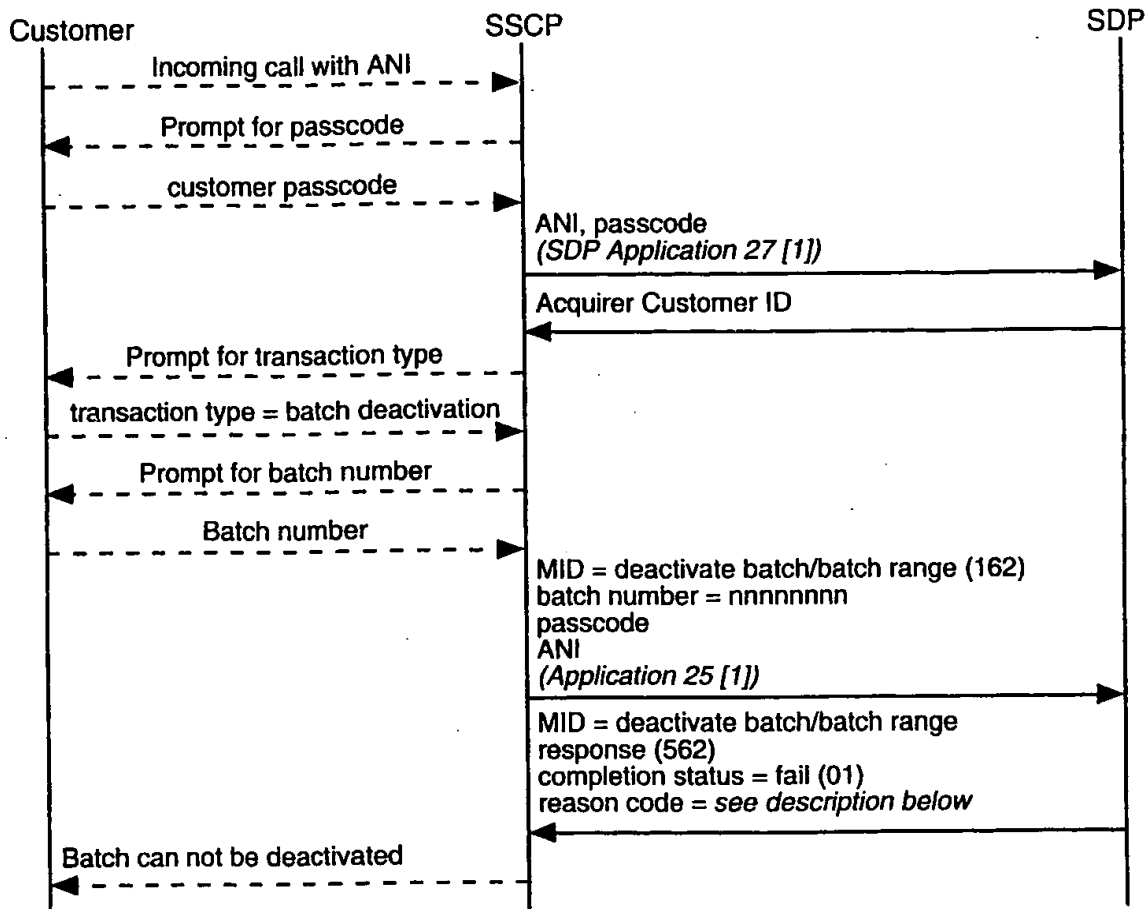 Customer
SSCP
SDP
Incoming call with ANI
Prompt for passcode
customer passcode
ANI, passcode
(SDP Application 27 [1])
Acquirer Customer ID
Prompt for transaction type
transaction type = batch deactivation
Prompt for batch number
Batch number
MID = deactivate batch/batch range (162)
batch number = nnnnnnnn
passcode
ANI
(Application 25 [1])
MID = deactivate batch/batch range
response (562)
completion status = fail (01)
reason code = see description below
Batch can not be deactivated